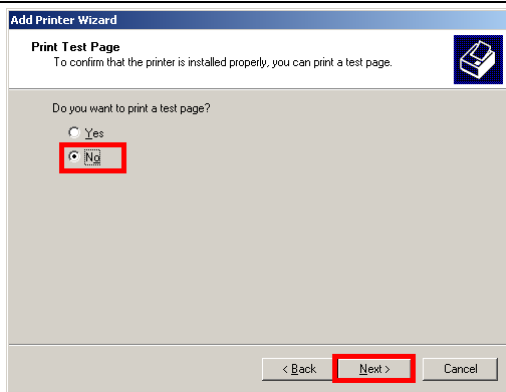 Add Printer Wizard
Print Test Page
To confirm that the printer is installed properly, you can print a test page.
Do you want to print a test page?
Yes
No
< Back
Next >
Cancel